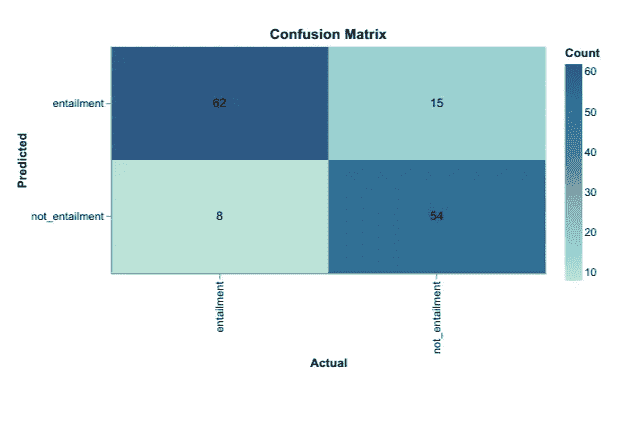 Confusion Matrix
Count
entailment
62
15
60
50
40
30
20
10
Predicted
not_entailment
8
54
entailment
not_entailment
Actual